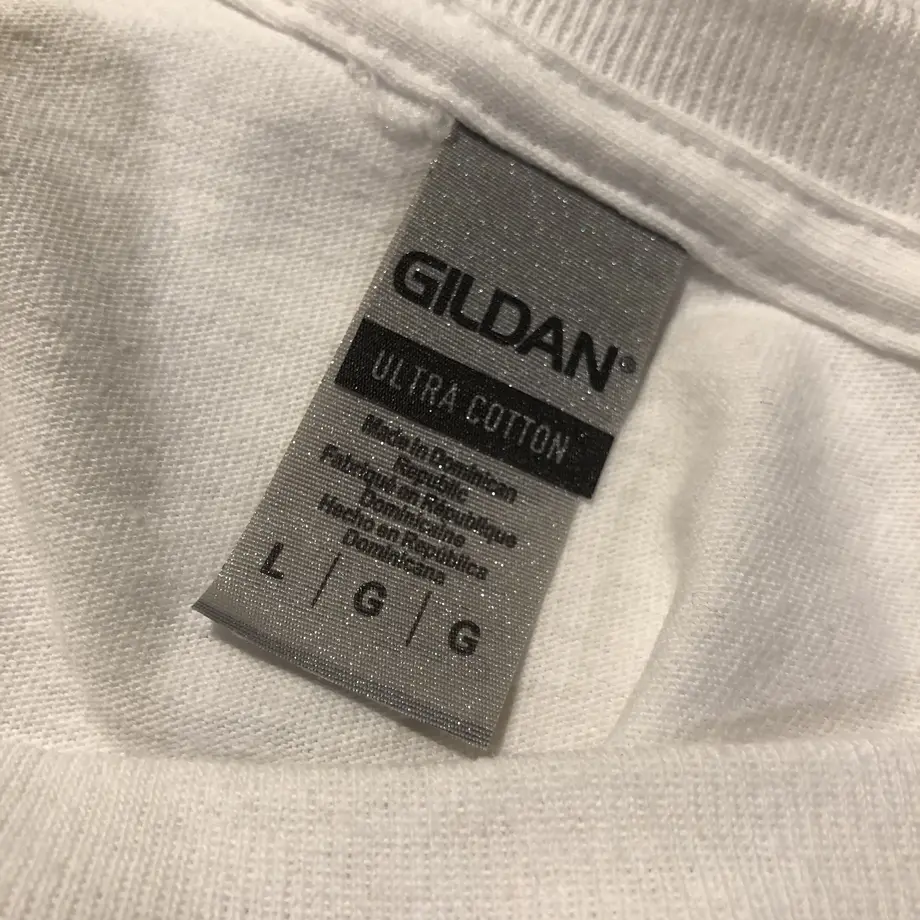 GILDAN®
ULTRA COTTON
Made in Dominican
Republic
Fabriqué en République
Dominicaine
Hecho en República
Dominicana
L / G / G